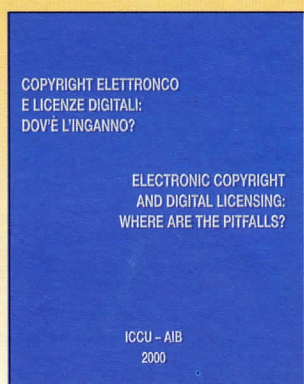 COPYRIGHT ELETTRONCO
E LICENZE DIGITALI:
DOV'È L'INGANNO?
ELECTRONIC COPYRIGHT
AND DIGITAL LICENSING:
WHERE ARE THE PITFALLS?
ICCU – AIB
2000